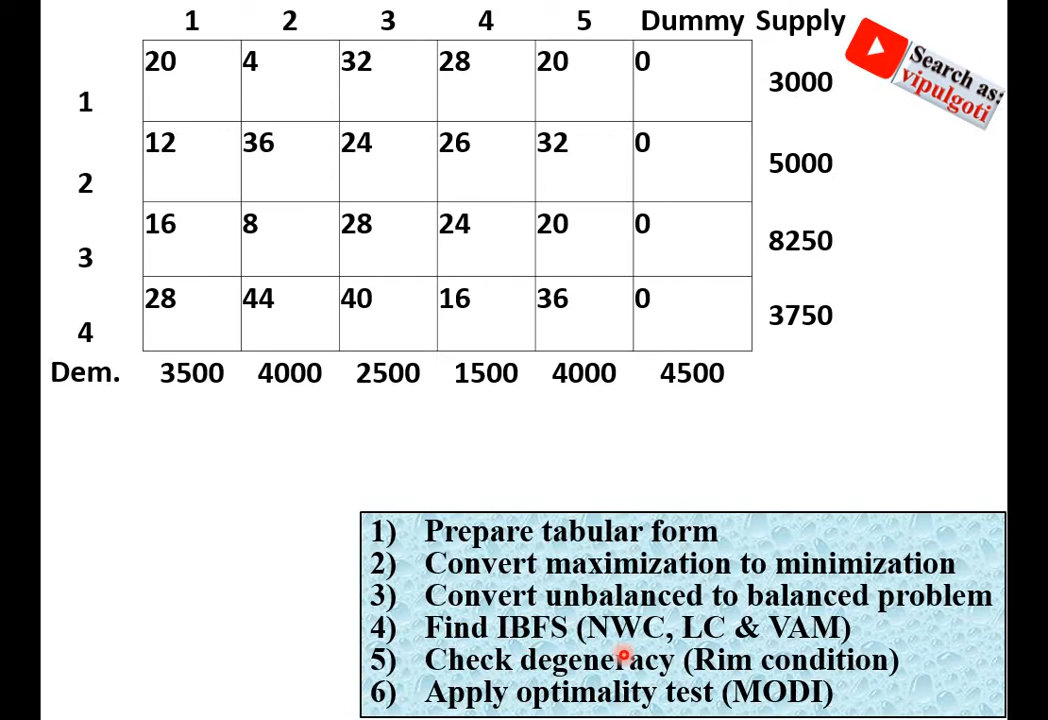 1 2 3 4 5 Dummy Supply
Search as:
vipulgoti
1 20 4 32 28 20 0 3000
2 12 36 24 26 32 0 5000
3 16 8 28 24 20 0 8250
4 28 44 40 16 36 0 3750
Dem. 3500 4000 2500 1500 4000 4500
1) Prepare tabular form
2) Convert maximization to minimization
3) Convert unbalanced to balanced problem
4) Find IBFS (NWC, LC & VAM)
5) Check degeneracy (Rim condition)
6) Apply optimality test (MODI)